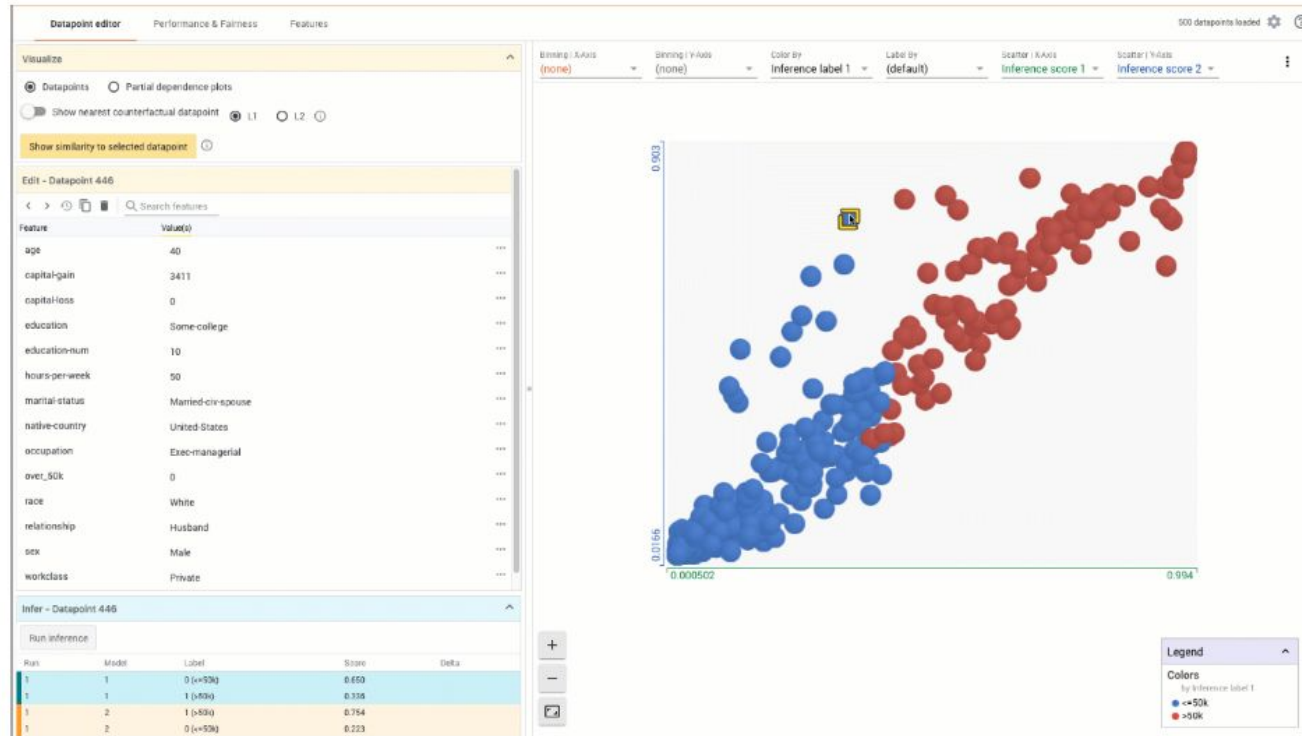 Datapoint editor Performance & Fairness Features 500 datapoints loaded
Visualize
Datapoints Partial dependence plots
Show nearest counterfactual datapoint L1 L2
Show similarity to selected datapoint
Edit - Datapoint 446
Search features
Feature Value(s)
age 40
capital-gain 3411
capital-loss 0
education Some-college
education-num 10
hours-per-week 50
marital-status Married-civ-spouse
native-country United-States
occupation Exec-managerial
over_50k 0
race White
relationship Husband
sex Male
workclass Private
Infer - Datapoint 446
Run inference
Run Model Label Score Delta
1 1 0 (<=50k) 0.650
1 1 1 (>50k) 0.336
1 2 1 (>50k) 0.754
1 2 0 (<=50k) 0.223
Binning | X-Axis Binning | Y-Axis Color By Label By Scatter | X-Axis Scatter | Y-Axis
(none) (none) Inference label 1 (default) Inference score 1 Inference score 2
0.903
0.0166
0.000502 0.994
Legend
Colors
by Inference label 1
<=50k
>50k